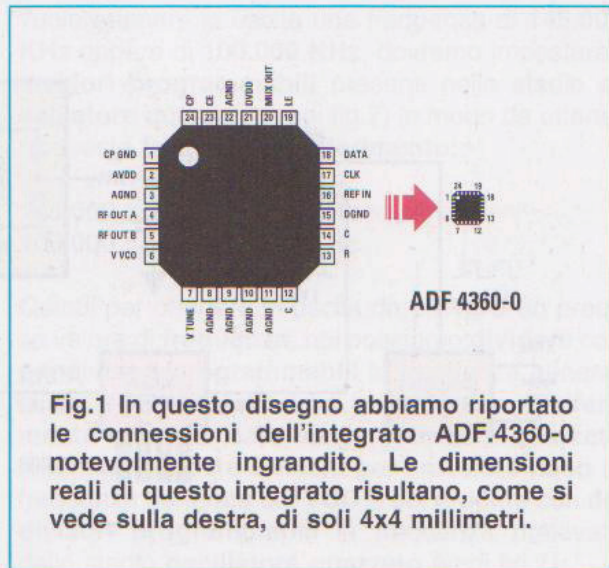 24 23 22 21 20 19
CP CE AGND DVDD MUX OUT LE
CP GND 1
AVDD 2
AGND 3
RF OUT A 4
RF OUT B 5
V VCO 6
18 DATA
17 CLK
16 REF IN
15 DGND
14 C
13 R
7 8 9 10 11 12
TTUNE AGND AGND AGND AGND C
24 19
1 18
6 13
7 12
ADF 4360-0
Fig.1 In questo disegno abbiamo riportato
le connessioni dell'integrato ADF.4360-0
notevolmente ingrandito. Le dimensioni
reali di questo integrato risultano, come si
vede sulla destra, di soli 4x4 millimetri.